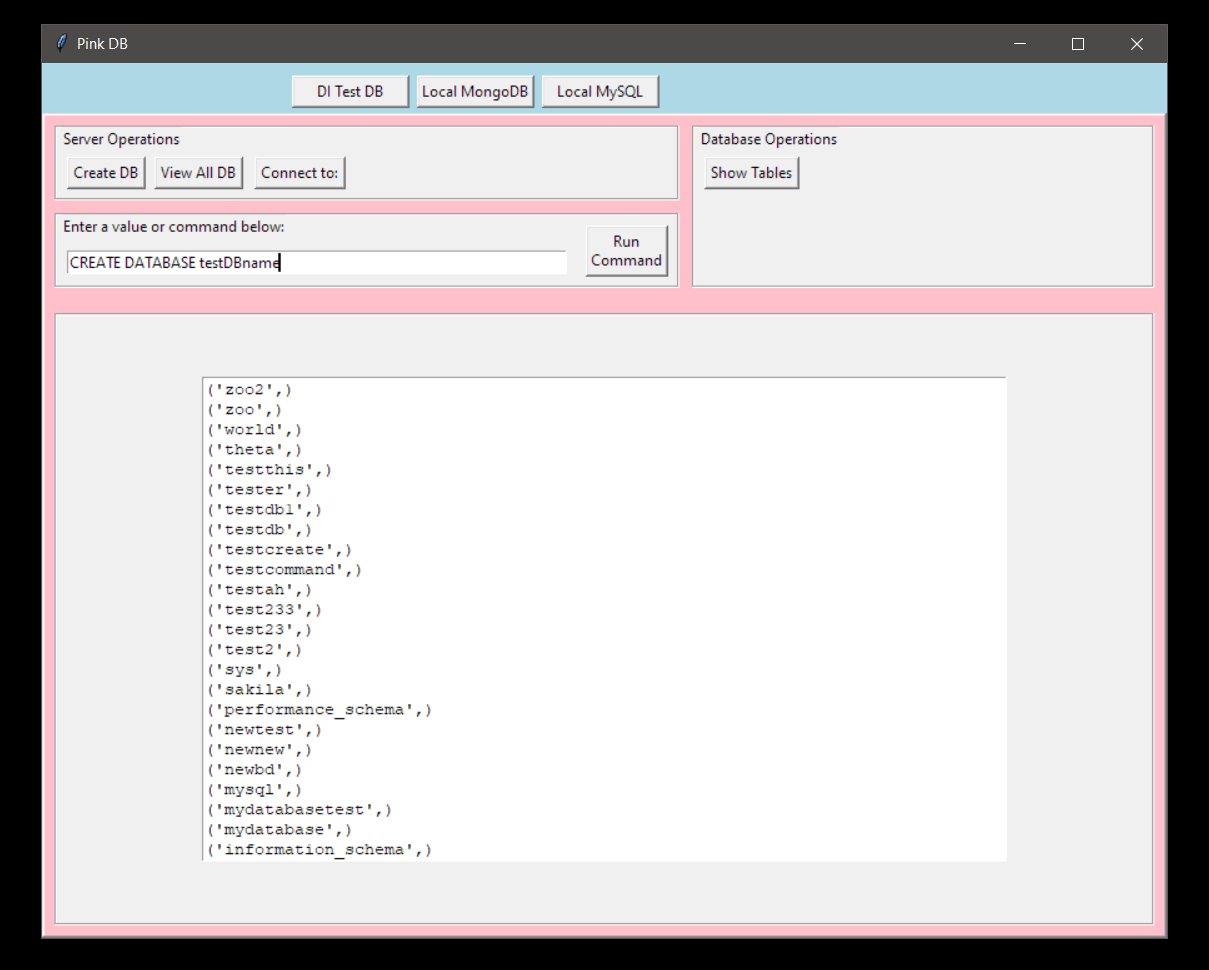 Pink DB
DI Test DB Local MongoDB Local MySQL
Server Operations
Create DB View All DB Connect to:
Database Operations
Show Tables
Enter a value or command below:
CREATE DATABASE testDBname
Run
Command
('zoo2',)
('zoo',)
('world',)
('theta',)
('testthis',)
('tester',)
('testdb1',)
('testdb',)
('testcreate',)
('testcommand',)
('testah',)
('test233',)
('test23',)
('test2',)
('sys',)
('sakila',)
('performance_schema',)
('newtest',)
('newnew',)
('newbd',)
('mysql',)
('mydatabasetest',)
('mydatabase',)
('information_schema',)